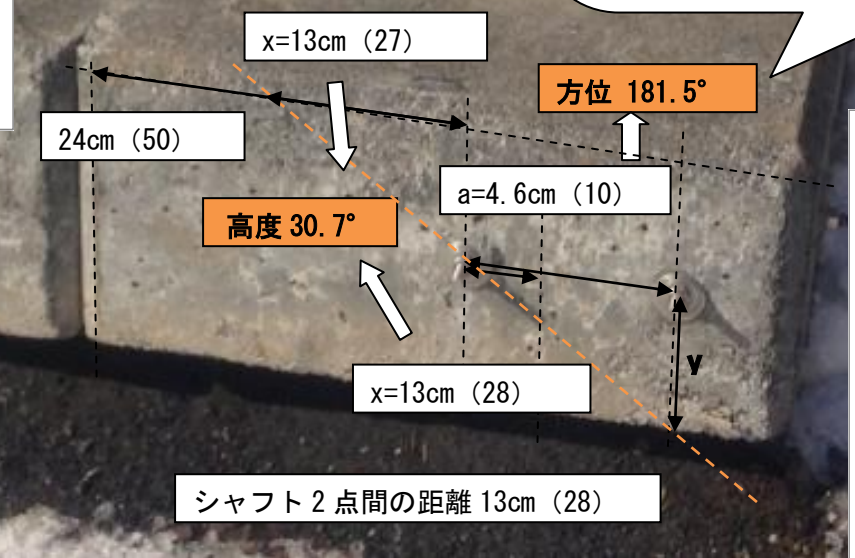 x=13cm（27）
方位 181.5°
24cm（50）
a=4.6cm（10）
高度 30.7°
y
x=13cm（28）
シャフト2点間の距離 13cm（28）